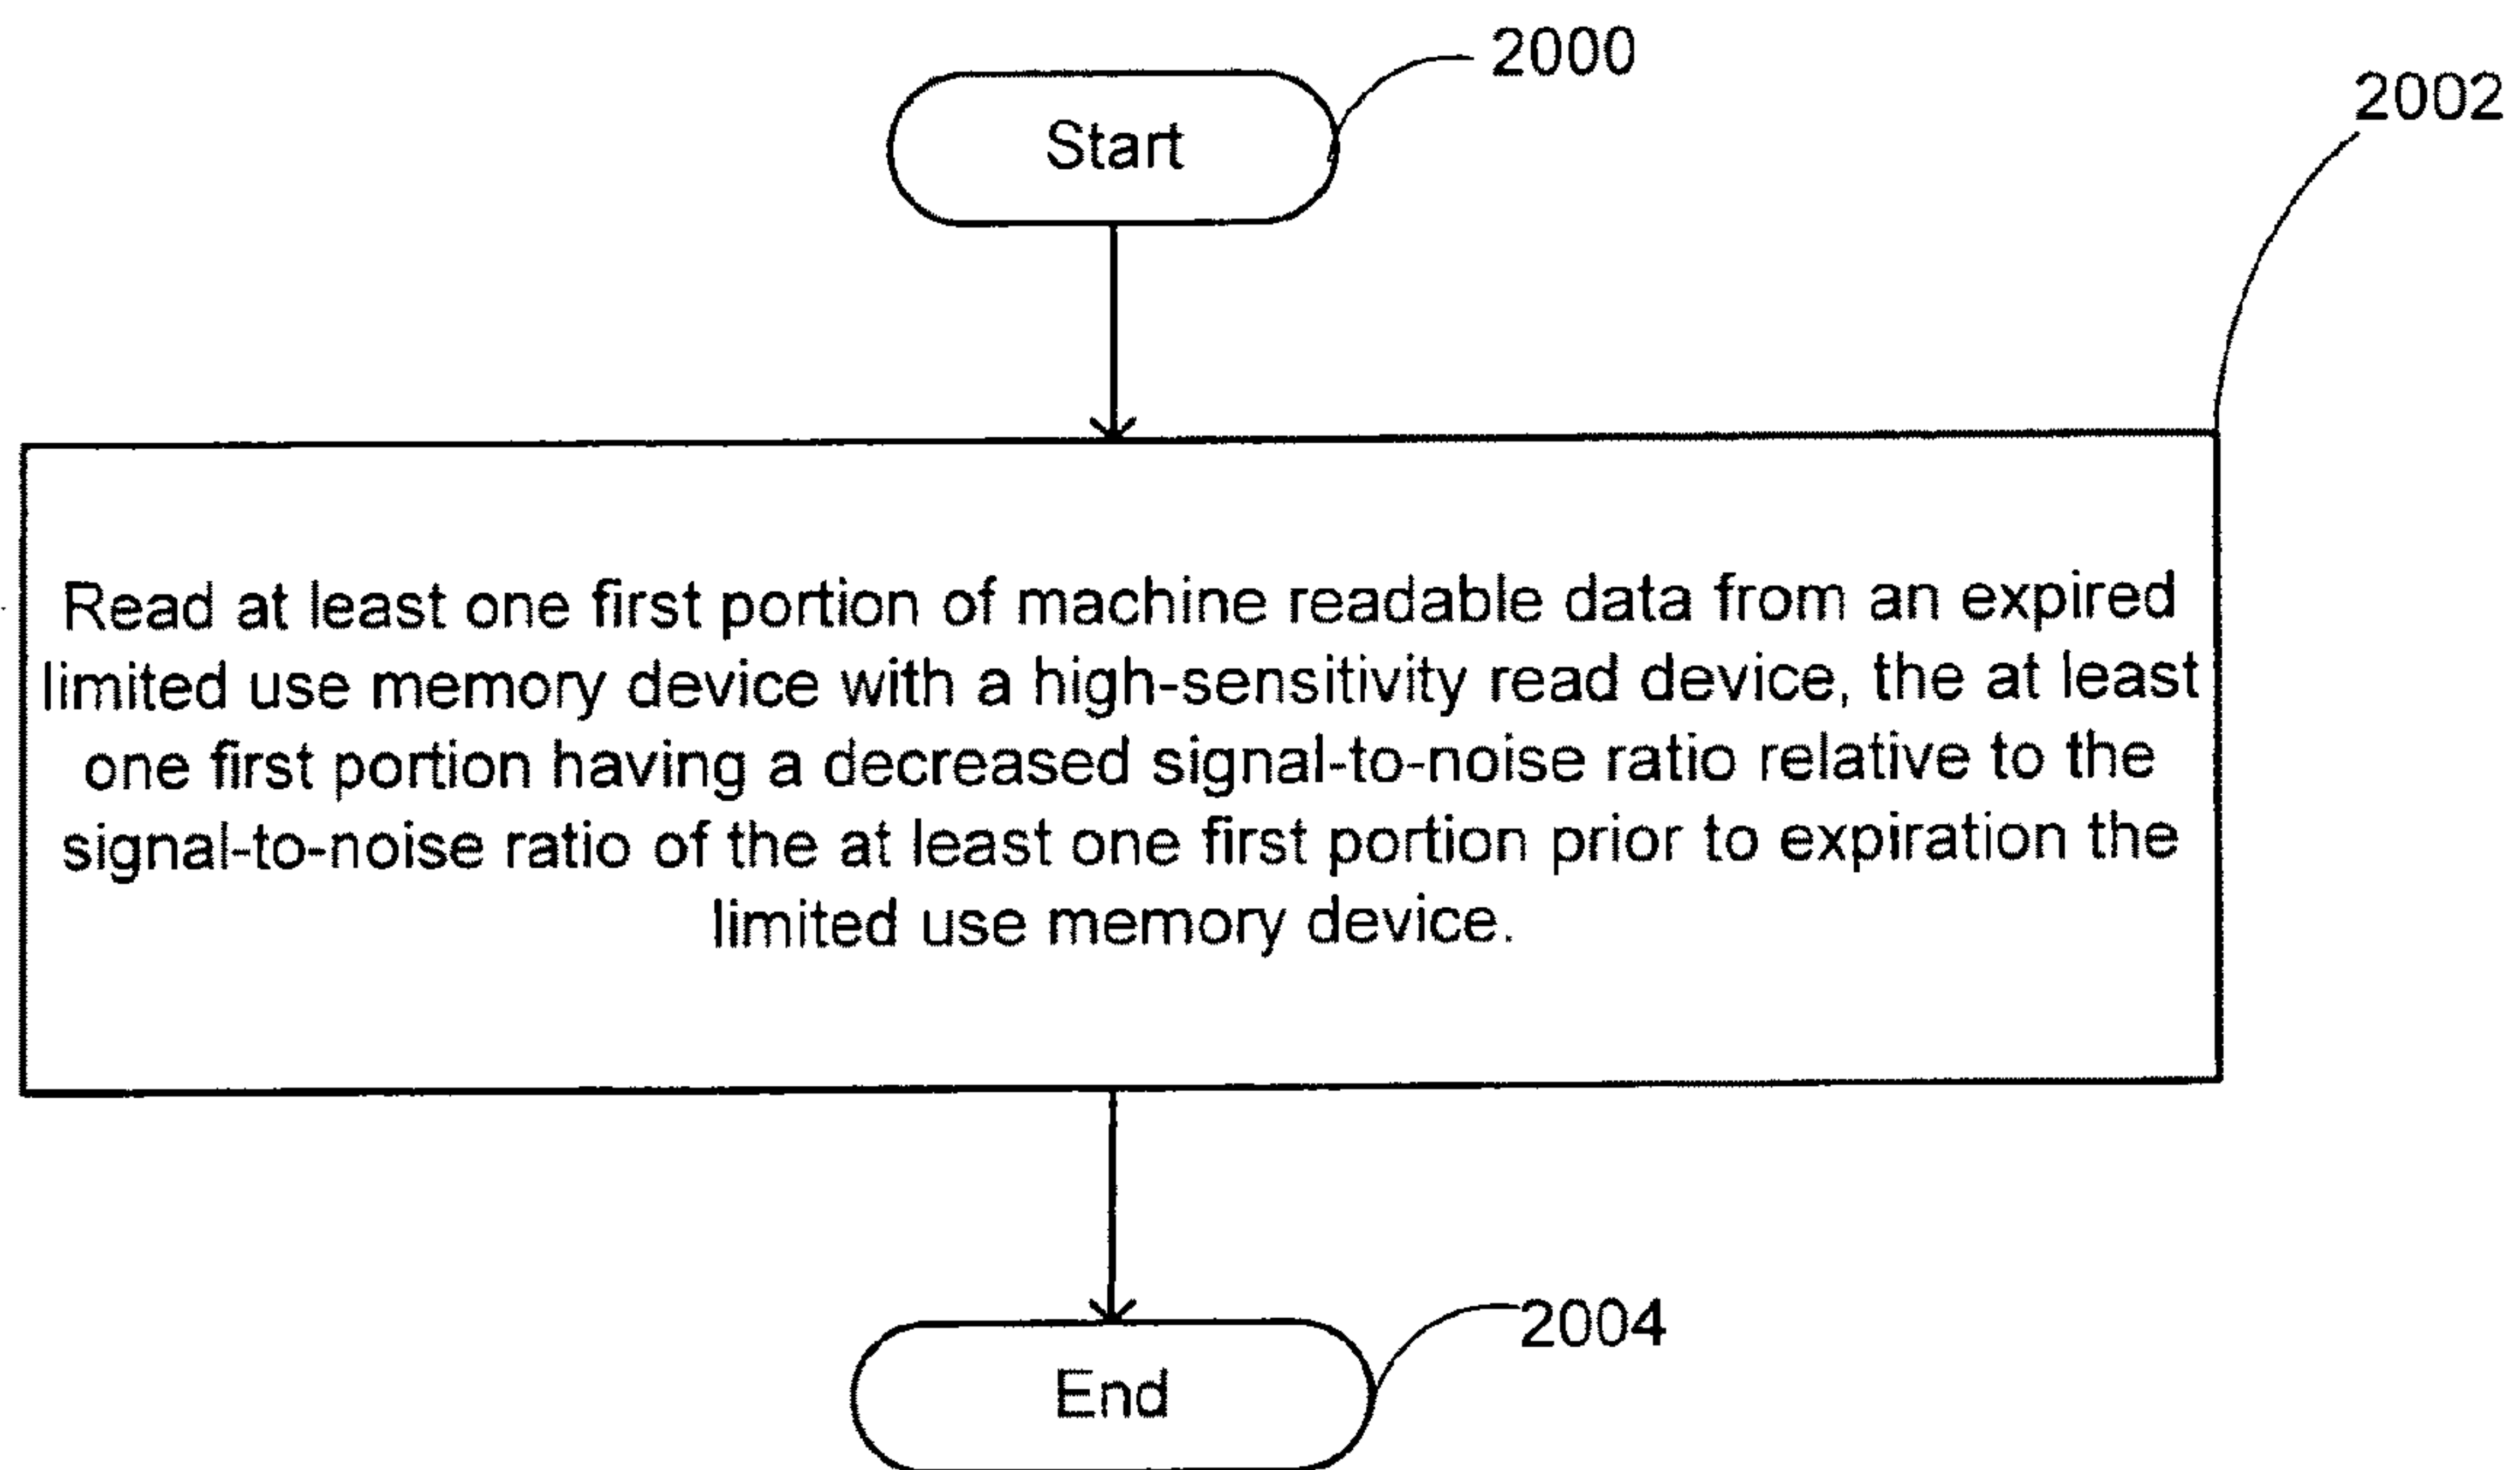 2000
Start
2002
Read at least one first portion of machine readable data from an expired
limited use memory device with a high-sensitivity read device, the at least
one first portion having a decreased signal-to-noise ratio relative to the
signal-to-noise ratio of the at least one first portion prior to expiration the
limited use memory device.
2004
End